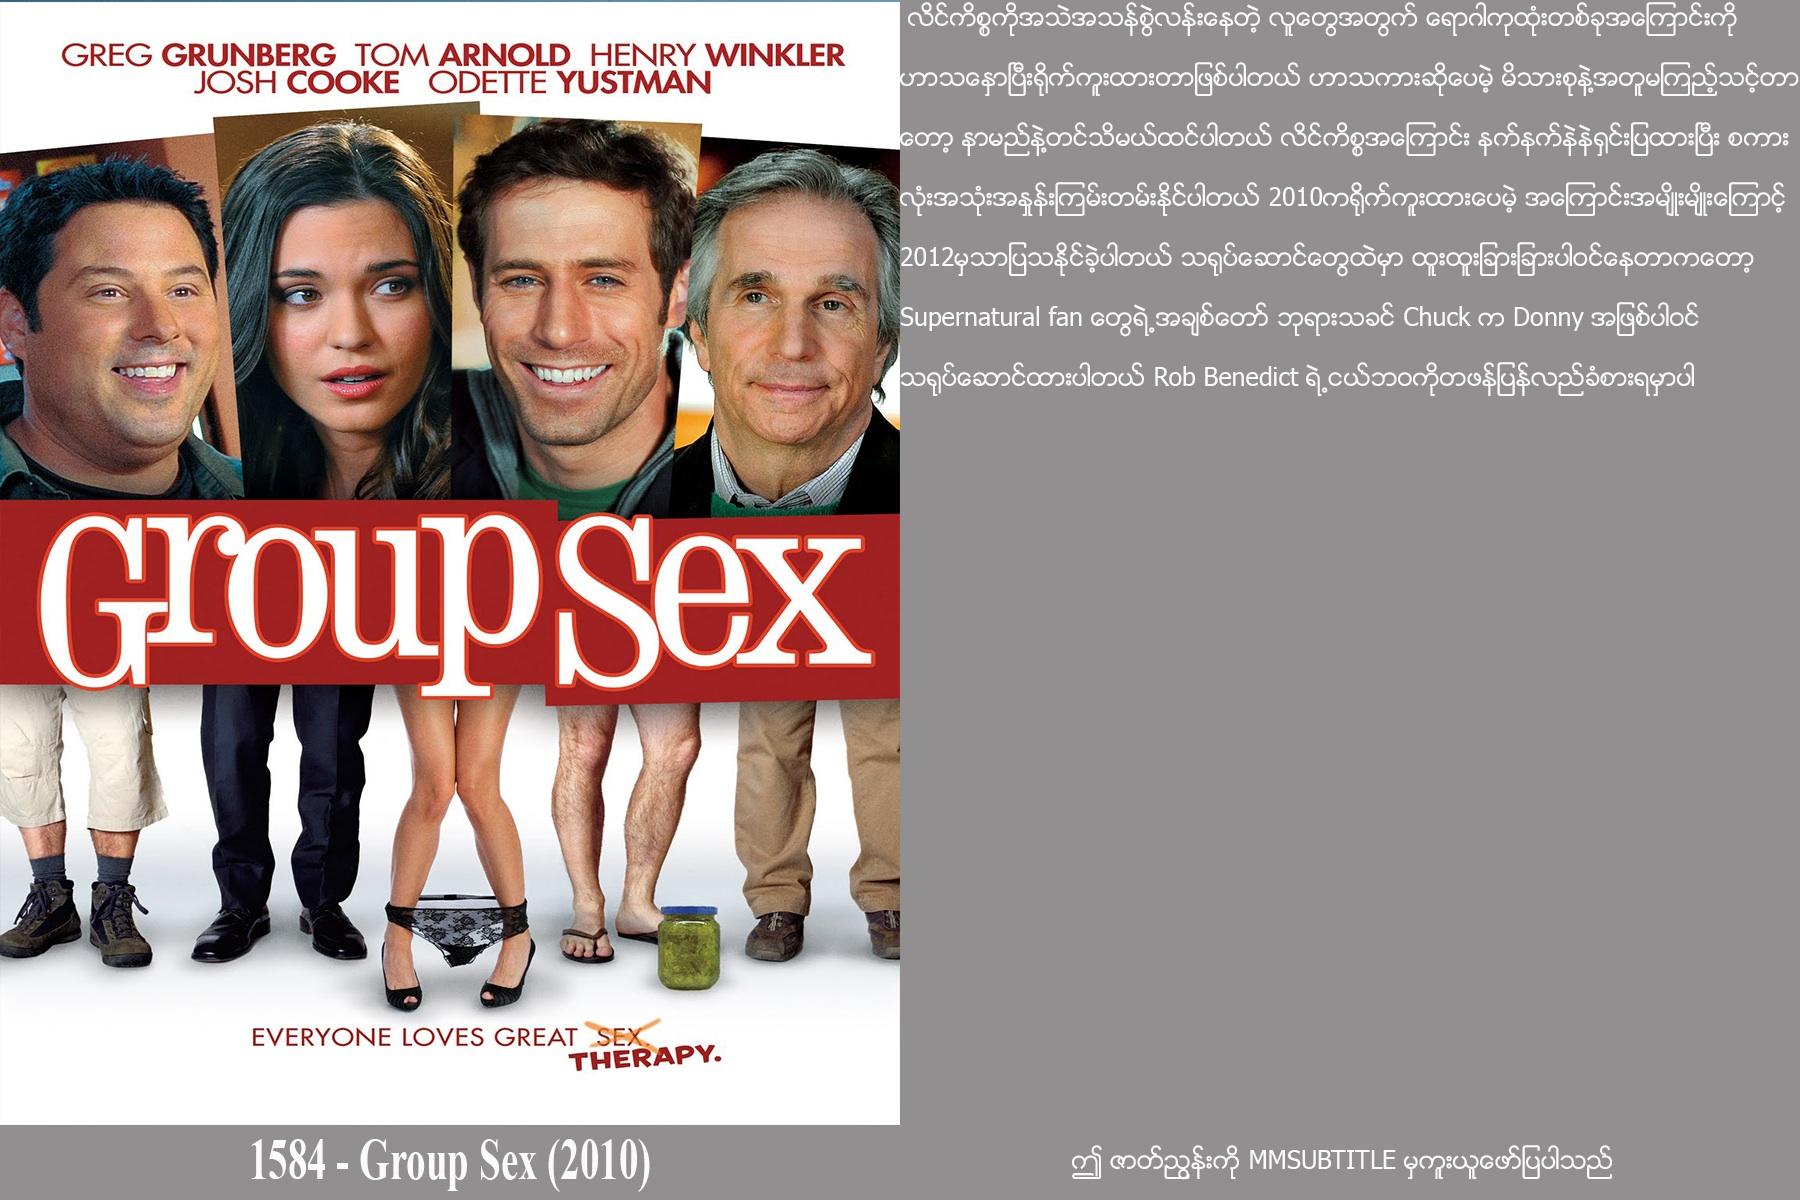 GREG GRUNBERG TOM ARNOLD HENRY WINKLER
JOSH COOKE ODETTE YUSTMAN
Group Sex
EVERYONE LOVES GREAT SEX.
THERAPY.
1584 - Group Sex (2010)
လိင်ကိစ္စကိုအသဲအသန်စွဲလန်းနေတဲ့ လူတွေအတွက် ရောဂါကုထုံးတစ်ခုအကြောင်းကို
ဟာသနှောပြီးရိုက်ကူးထားတာဖြစ်ပါတယ် ဟာသကားဆိုပေမဲ့ မိသားစုနဲ့အတူမကြည့်သင့်တာ
တော့ နာမည်နဲ့တင်သိမယ်ထင်ပါတယ် လိင်ကိစ္စအကြောင်း နက်နက်နဲနဲရှင်းပြထားပြီး စကား
လုံးအသုံးအနှုန်းကြမ်းတမ်းနိုင်ပါတယ် 2010ကရိုက်ကူးထားပေမဲ့ အကြောင်းအမျိုးမျိုးကြောင့်
2012မှသာပြသနိုင်ခဲ့ပါတယ် သရုပ်ဆောင်တွေထဲမှာ ထူးထူးခြားခြားပါဝင်နေတာကတော့
Supernatural fan တွေရဲ့အချစ်တော် ဘုရားသခင် Chuck က Donny အဖြစ်ပါဝင်
သရုပ်ဆောင်ထားပါတယ် Rob Benedict ရဲ့ငယ်ဘဝကိုတဖန်ပြန်လည်ခံစားရမှာပါ
ဤ ဇာတ်ညွှန်းကို MMSUBTITLE မှကူးယူဖော်ပြပါသည်